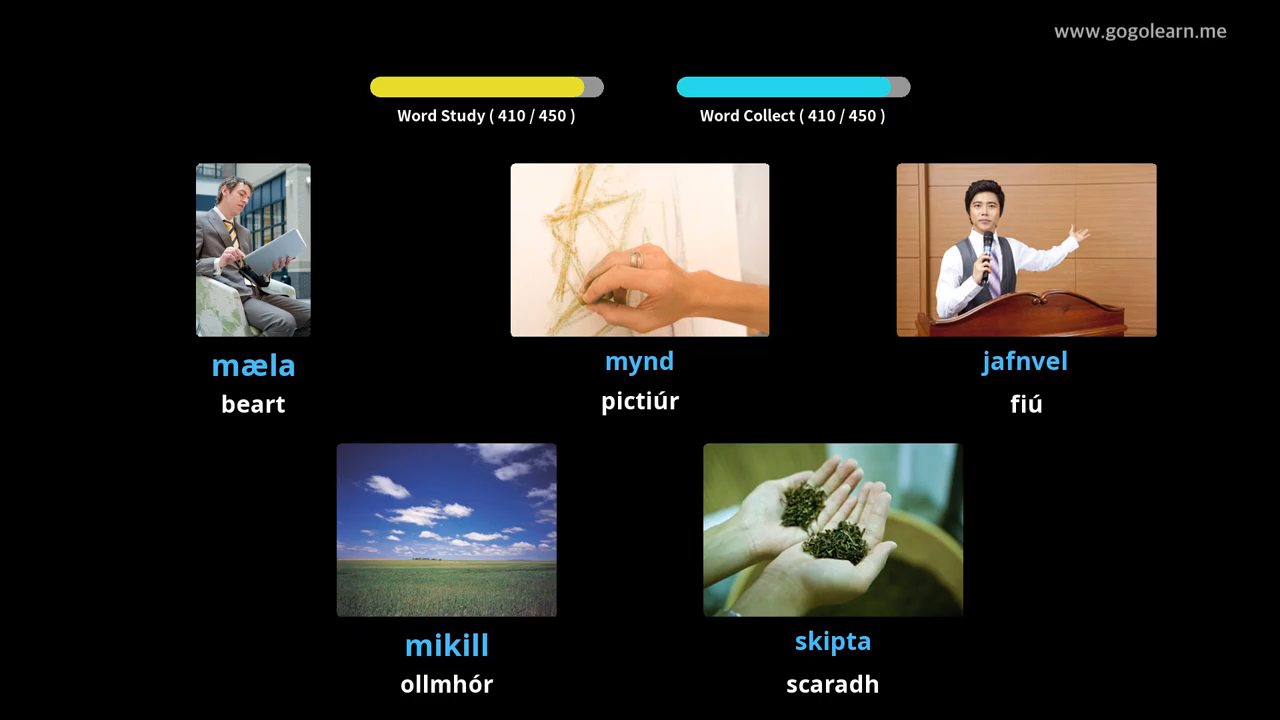 www.gogolearn.me
Word Study ( 410 / 450 )
Word Collect ( 410 / 450 )
mæla
beart
mynd
pictiúr
jafnvel
fiú
mikill
ollmhór
skipta
scaradh